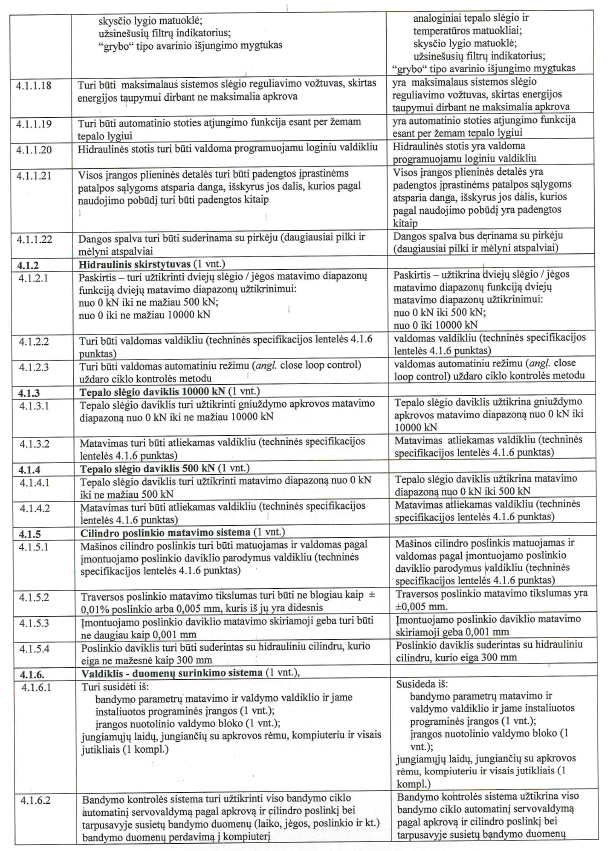 skysčio lygio matuoklė;
užsinešusių filtrų indikatorius;
“grybo“ tipo avarinio išjungimo mygtukas
analoginiai tepalo slėgio ir
temperatūros matuokliai;
skysčio lygio matuoklė;
užsinešusių filtrų indikatorius;
“grybo“ tipo avarinio išjungimo mygtukas
4.1.1.18
Turi būti maksimalaus sistemos slėgio reguliavimo vožtuvas, skirtas
energijos taupymui dirbant ne maksimalia apkrova
yra maksimalaus sistemos slėgio
reguliavimo vožtuvas, skirtas energijos
taupymui dirbant ne maksimalia apkrova
4.1.1.19
Turi būti automatinio stoties atjungimo funkcija esant per žemam
tepalo lygiui
yra automatinio stoties atjungimo funkcija
esant per žemam tepalo lygiui
4.1.1.20
Hidraulinės stotis turi būti valdoma programuojamu loginiu valdikliu
Hidraulinės stotis yra valdoma
programuojamu loginiu valdikliu
4.1.1.21
Visos įrangos plieninės detalės turi būti padengtos įprastinėms
patalpos sąlygoms atsparia danga, išskyrus jos dalis, kurios pagal
naudojimo pobūdį turi būti padengtos kitaip
Visos įrangos plieninės detalės yra
padengtos įprastinėms patalpos sąlygoms
atsparia danga, išskyrus jos dalis, kurios
pagal naudojimo pobūdį yra padengtos
kitaip
4.1.1.22
Dangos spalva turi būti suderinama su pirkėju (daugiausiai pilki ir
mėlyni atspalviai)
Dangos spalva bus derinama su pirkėju
(daugiausiai pilki ir mėlyni atspalviai)
4.1.2
Hidraulinis skirstytuvas (1 vnt.)
4.1.2.1
Paskirtis – turi užtikrinti dviejų slėgio / jėgos matavimo diapazonų
funkciją dviejų matavimo diapazonų užtikrinimui:
nuo 0 kN iki ne mažiau 500 kN;
nuo 0 iki ne mažiau 10000 kN
Paskirtis – užtikrina dviejų slėgio / jėgos
matavimo diapazonų funkciją dviejų
matavimo diapazonų užtikrinimui:
nuo 0 kN iki 500 kN;
nuo 0 iki 10000 kN
4.1.2.2
Turi būti valdomas valdikliu (techninės specifikacijos lentelės 4.1.6
punktas)
valdomas valdikliu (techninės specifikacijos
lentelės 4.1.6 punktas)
4.1.2.3
Turi būti valdomas automatiniu režimu (angl. close loop control)
uždaro ciklo kontrolės metodu
valdomas automatiniu režimu (angl. close
loop control) uždaro ciklo kontrolės metodu
4.1.3
Tepalo slėgio daviklis 10000 kN (1 vnt.)
4.1.3.1
Tepalo slėgio daviklis turi užtikrinti gniuždymo apkrovos matavimo
diapazoną nuo 0 kN iki ne mažiau 10000 kN
Tepalo slėgio daviklis užtikrina gniuždymo
apkrovos matavimo diapazoną nuo 0 kN iki
10000 kN
4.1.3.2
Matavimas turi būti atliekamas valdikliu (techninės specifikacijos
lentelės 4.1.6 punktas)
Matavimas atliekamas valdikliu (techninės
specifikacijos lentelės 4.1.6 punktas)
4.1.4
Tepalo slėgio daviklis 500 kN (1 vnt.)
4.1.4.1
Tepalo slėgio daviklis turi užtikrinti matavimo diapazoną nuo 0 kN
iki ne mažiau 500 kN
Tepalo slėgio daviklis užtikrina matavimo
diapazoną nuo 0 kN iki 500 kN
4.1.4.2
Matavimas turi būti atliekamas valdikliu (techninės specifikacijos
lentelės 4.1.6 punktas)
Matavimas atliekamas valdikliu (techninės
specifikacijos lentelės 4.1.6 punktas)
4.1.5
Cilindro poslinkio matavimo sistema (1 vnt.)
4.1.5.1
Mašinos cilindro poslinkis turi būti matuojamas ir valdomas pagal
įmontuojamo poslinkio daviklio parodymus valdikliu (techninės
specifikacijos lentelės 4.1.6 punktas)
Mašinos cilindro poslinkis matuojamas ir
valdomas pagal įmontuojamo poslinkio
daviklio parodymus valdikliu (techninės
specifikacijos lentelės 4.1.6 punktas)
4.1.5.2
Traversos poslinkio matavimo tikslumas turi būti ne blogiau kaip ±
0,01% poslinkio arba 0,005 mm, kuris iš jų yra didesnis
Traversos poslinkio matavimo tikslumas yra
±0,005 mm.
4.1.5.3
Įmontuojamo poslinkio daviklio matavimo skiriamoji geba turi būti
ne daugiau kaip 0,001 mm
Įmontuojamo poslinkio daviklio matavimo
skiriamoji geba 0,001 mm
4.1.5.4
Poslinkio daviklis turi būti suderintas su hidrauliniu cilindru, kurio
eiga ne mažesnė kaip 300 mm
Poslinkio daviklis suderintas su hidrauliniu
cilindru, kurio eiga 300 mm
4.1.6.
Valdiklis - duomenų surinkimo sistema (1 vnt.),
4.1.6.1
Turi susidėti iš:
bandymo parametrų matavimo ir valdymo valdiklio ir jame
instaliuotos programinės įrangos (1 vnt.);
įrangos nuotolinio valdymo bloko (1 vnt.);
jungiamųjų laidų, jungiančių su apkrovos rėmu, kompiuteriu ir visais
jutikliais (1 kompl.)
Susideda iš:
bandymo parametrų matavimo ir
valdymo valdiklio ir jame instaliuotos
programinės įrangos (1 vnt.);
įrangos nuotolinio valdymo bloko (1
vnt.);
jungiamųjų laidų, jungiančių su apkrovos
rėmu, kompiuteriu ir visais jutikliais (1
kompl.)
4.1.6.2
Bandymo kontrolės sistema turi užtikrinti viso bandymo ciklo
automatinį servovaldymą pagal apkrovą ir cilindro poslinkį bei
tarpusavyje susietų bandymo duomenų (laiko, jėgos, poslinkio ir kt.)
bandymo duomenų perdavimą į kompiuterį
Bandymo kontrolės sistema užtikrina viso
bandymo ciklo automatinį servovaldymą
pagal apkrovą ir cilindro poslinkį bei
tarpusavyje susietų bandymo duomenų